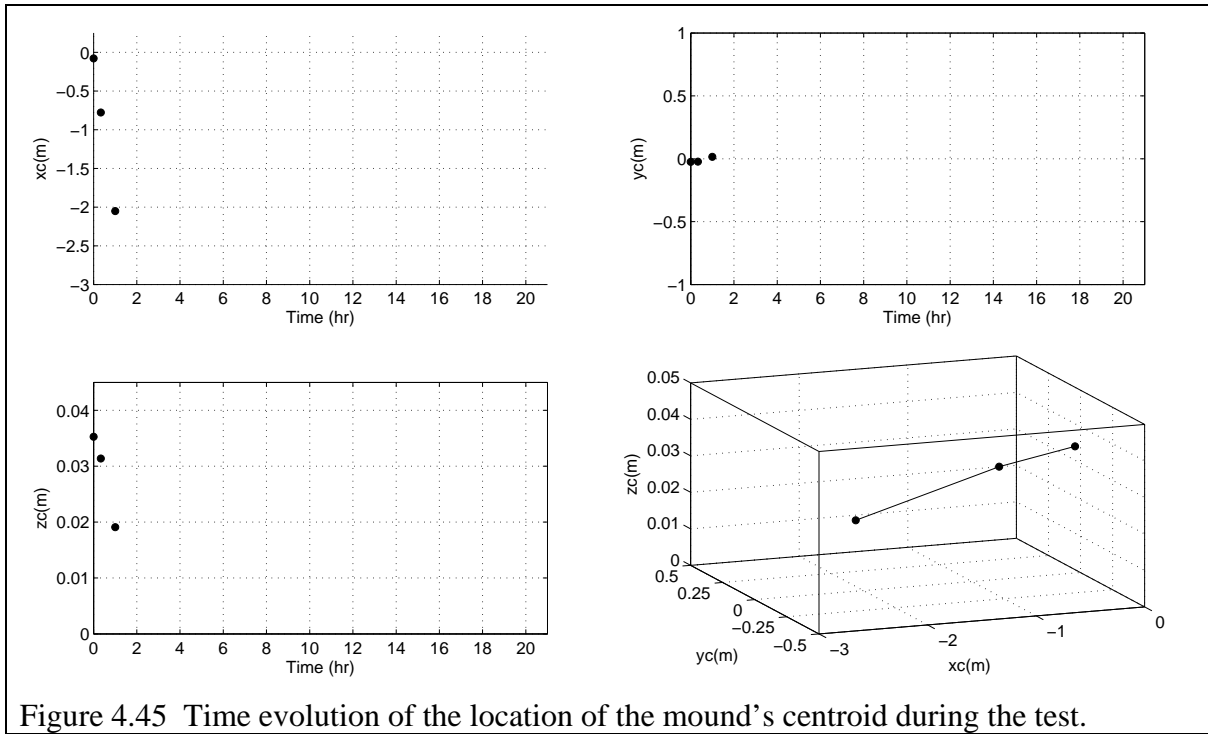 0
−0.5
−1
−1.5
−2
−2.5
−3
xc(m)
0 2 4 6 8 10 12 14 16 18 20
Time (hr)
1
0.5
0
−0.5
−1
yc(m)
0 2 4 6 8 10 12 14 16 18 20
Time (hr)
0.04
0.03
0.02
0.01
0
zc(m)
0 2 4 6 8 10 12 14 16 18 20
Time (hr)
0.05
0.04
0.03
0.02
0.01
0
zc(m)
0.5
0.25
0
−0.25
−0.5
yc(m)
−3
−2
−1
0
xc(m)
Figure 4.45 Time evolution of the location of the mound's centroid during the test.